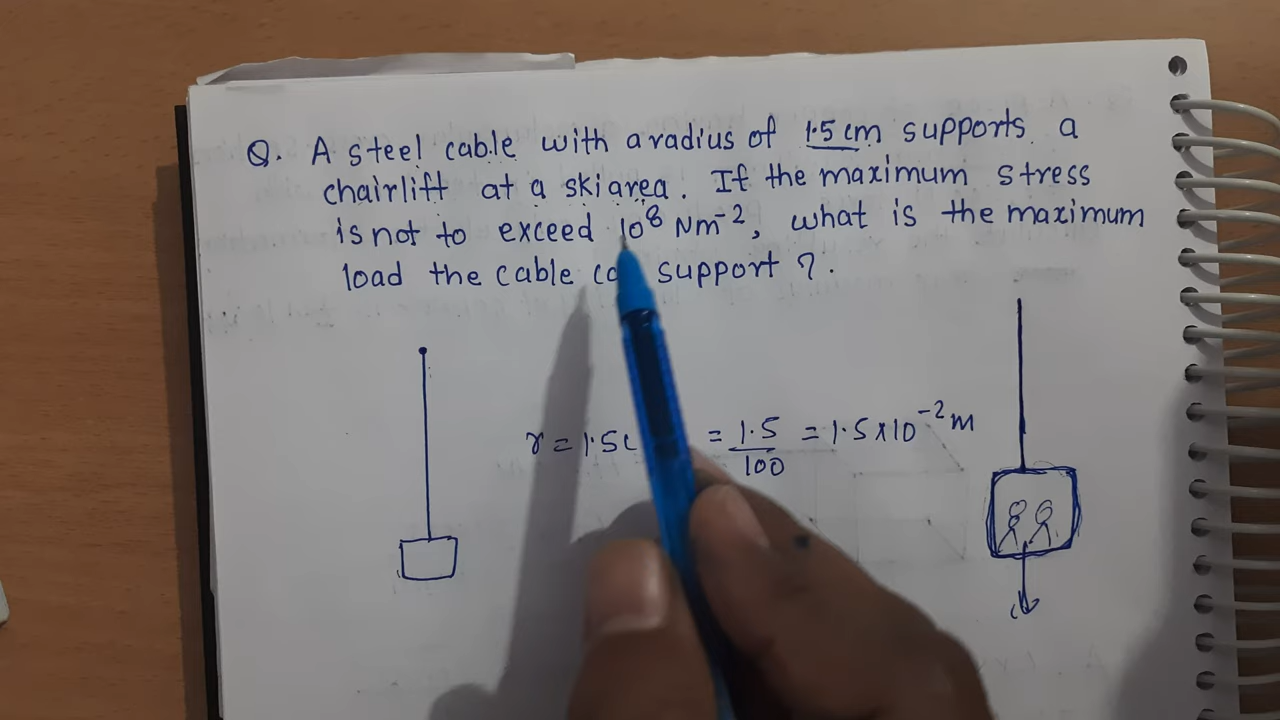 Q. A steel cable with a radius of 1.5 cm supports a
chairlift at a ski area. If the maximum stress
is not to exceed 10⁸ Nm⁻², what is the maximum
load the cable support ?.
r = 1.5 = 1.5/100 = 1.5×10⁻² m